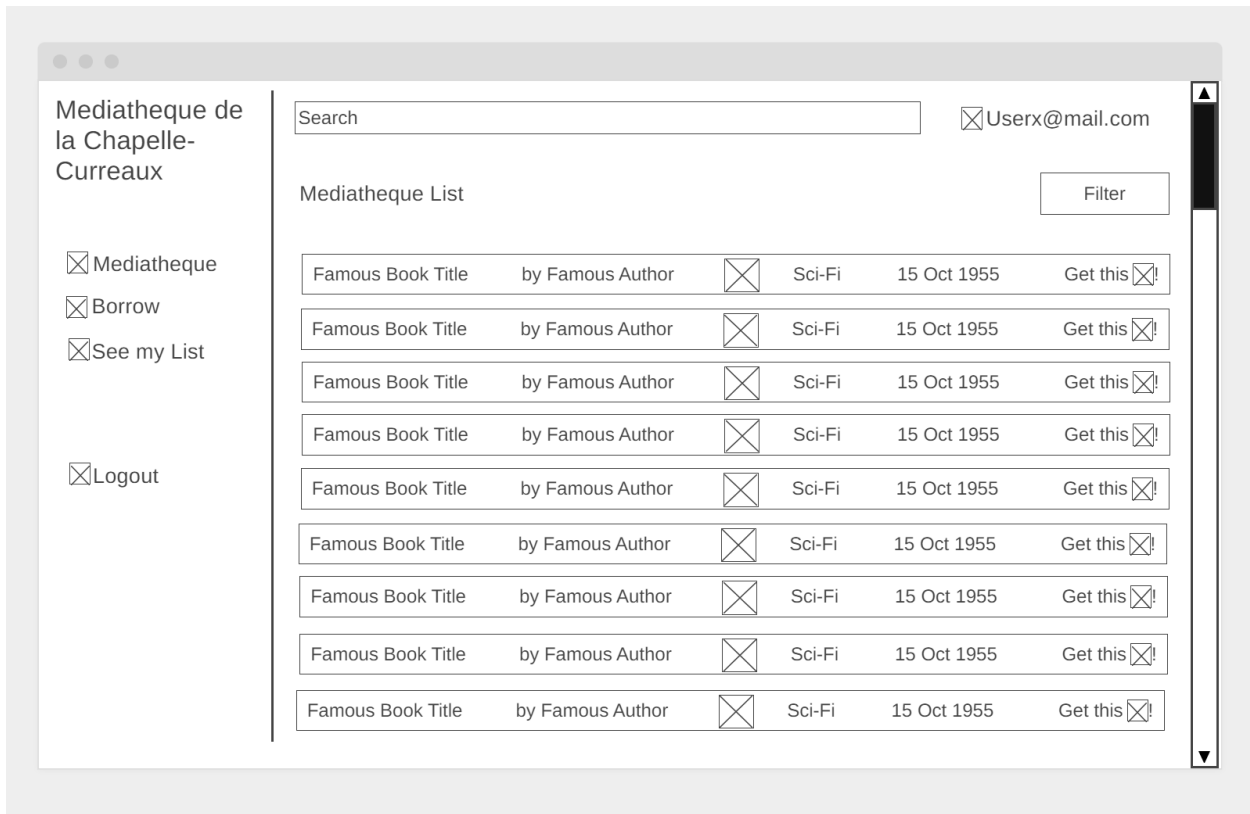 Mediatheque de
la Chapelle-
Curreaux
Mediatheque
Borrow
See my List
Logout
Search
Userx@mail.com
Mediatheque List
Filter
Famous Book Title by Famous Author Sci-Fi 15 Oct 1955 Get this !
Famous Book Title by Famous Author Sci-Fi 15 Oct 1955 Get this !
Famous Book Title by Famous Author Sci-Fi 15 Oct 1955 Get this !
Famous Book Title by Famous Author Sci-Fi 15 Oct 1955 Get this !
Famous Book Title by Famous Author Sci-Fi 15 Oct 1955 Get this !
Famous Book Title by Famous Author Sci-Fi 15 Oct 1955 Get this !
Famous Book Title by Famous Author Sci-Fi 15 Oct 1955 Get this !
Famous Book Title by Famous Author Sci-Fi 15 Oct 1955 Get this !
Famous Book Title by Famous Author Sci-Fi 15 Oct 1955 Get this !